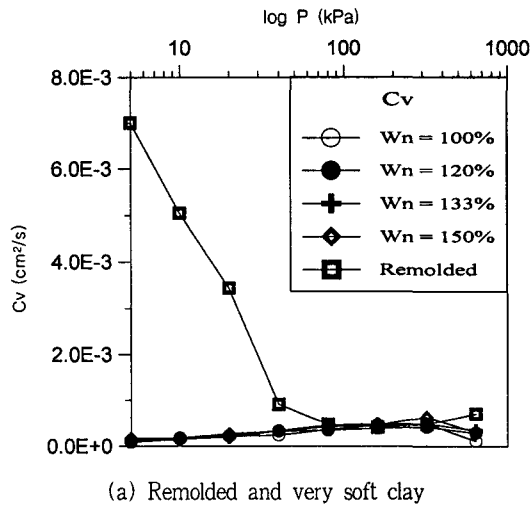 log P (kPa)
10 100 1000
8.0E-3
6.0E-3
4.0E-3
2.0E-3
0.0E+0
Cv (cm²/s)
Cv
Wn = 100%
Wn = 120%
Wn = 133%
Wn = 150%
Remolded
(a) Remolded and very soft clay